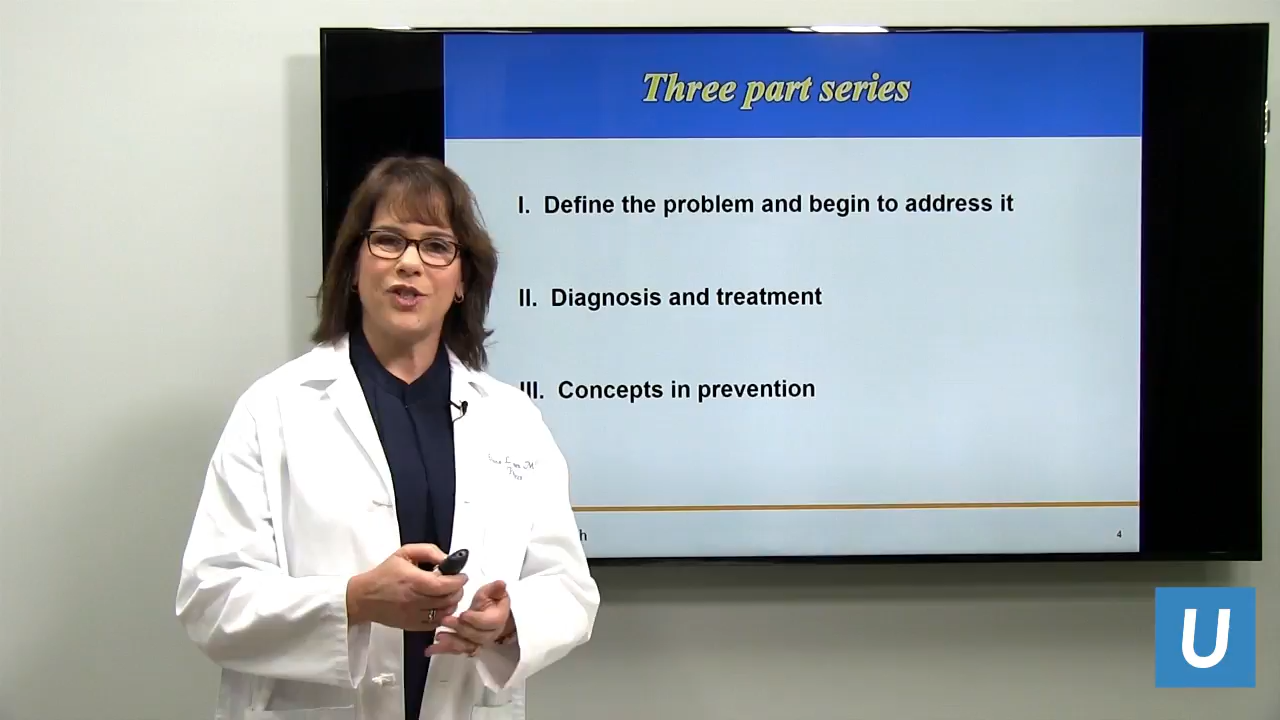 Three part series
I. Define the problem and begin to address it
II. Diagnosis and treatment
III. Concepts in prevention
4
U